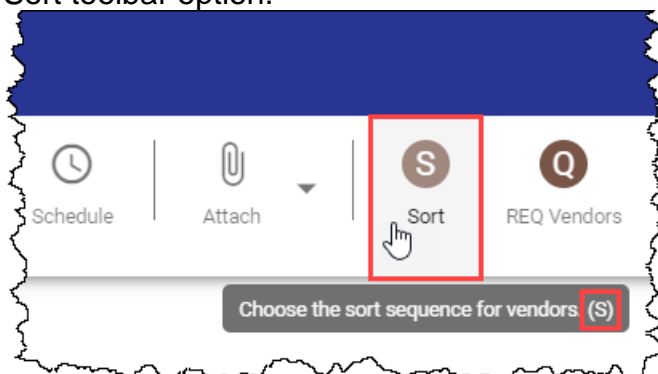 Sort toolbar option.
S
Q
Schedule
Attach
Sort
REQ Vendors
Choose the sort sequence for vendors. (S)